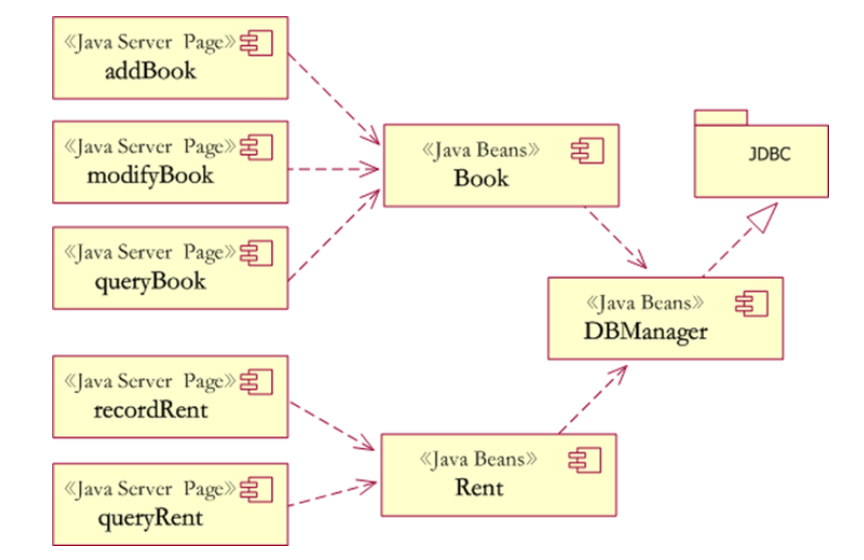 《Java Server Page》
addBook
《Java Server Page》
modifyBook
《Java Server Page》
queryBook
《Java Server Page》
recordRent
《Java Server Page》
queryRent
《Java Beans》
Book
《Java Beans》
Rent
《Java Beans》
DBManager
JDBC